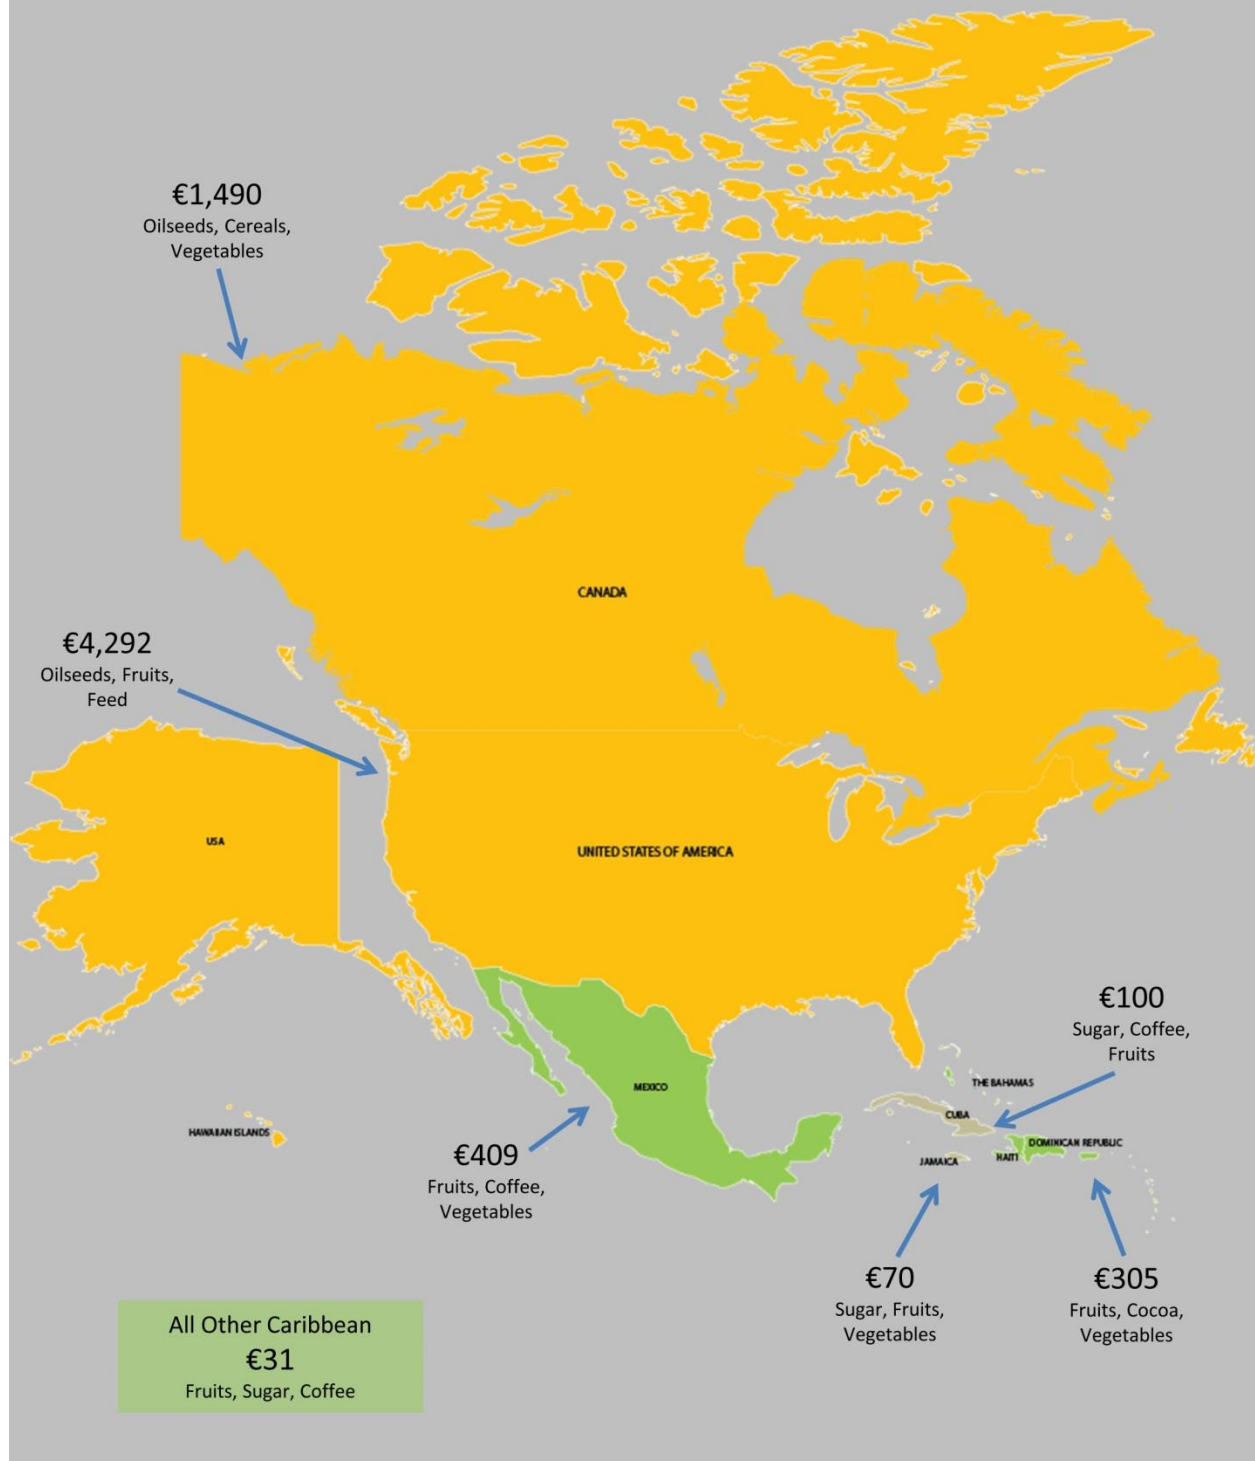 €1,490
Oilseeds, Cereals,
Vegetables
CANADA
€4,292
Oilseeds, Fruits,
Feed
USA
UNITED STATES OF AMERICA
€100
Sugar, Coffee,
Fruits
MEXICO
THE BAHAMAS
CUBA
HAWAIIAN ISLANDS
DOMINICAN REPUBLIC
HAITI
JAMAICA
€409
Fruits, Coffee,
Vegetables
€70
Sugar, Fruits,
Vegetables
€305
Fruits, Cocoa,
Vegetables
All Other Caribbean
€31
Fruits, Sugar, Coffee